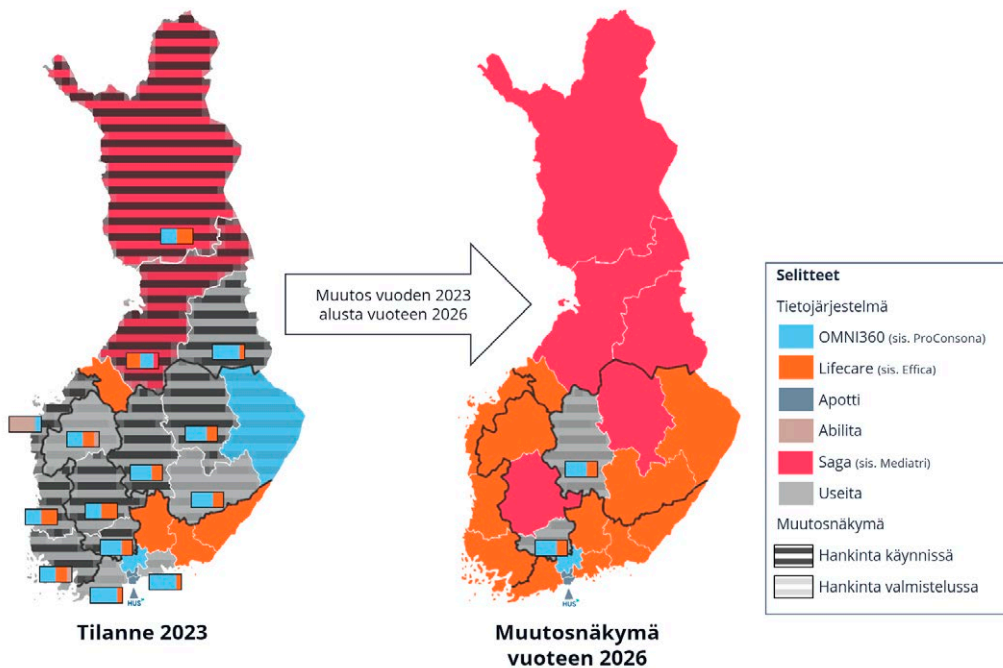 Muutos vuoden 2023
alusta vuoteen 2026
Selitteet
Tietojärjestelmä
OMNI360 (sis. ProConsona)
Lifecare (sis. Effica)
Apotti
Abilita
Saga (sis. Mediatri)
Useita
Muutosnäkymä
Hankinta käynnissä
Hankinta valmistelussa
HUS
HUS
Tilanne 2023
Muutosnäkymä
vuoteen 2026